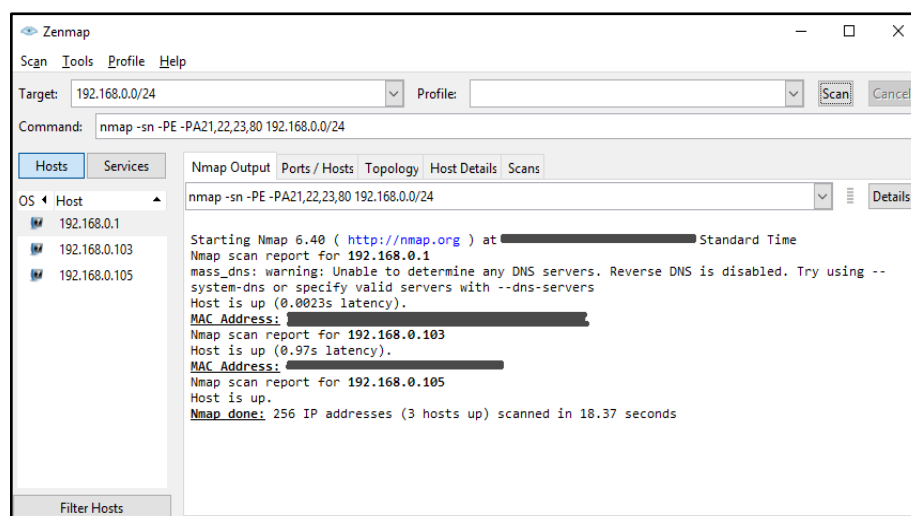 Zenmap
Scan Tools Profile Help
Target: 192.168.0.0/24 Profile: Scan Cancel
Command: nmap -sn -PE -PA21,22,23,80 192.168.0.0/24
Hosts Services
Nmap Output Ports / Hosts Topology Host Details Scans
OS Host
nmap -sn -PE -PA21,22,23,80 192.168.0.0/24 Details
192.168.0.1
192.168.0.103
192.168.0.105
Starting Nmap 6.40 ( http://nmap.org ) at Standard Time
Nmap scan report for 192.168.0.1
mass_dns: warning: Unable to determine any DNS servers. Reverse DNS is disabled. Try using --
system-dns or specify valid servers with --dns-servers
Host is up (0.0023s latency).
MAC Address:
Nmap scan report for 192.168.0.103
Host is up (0.97s latency).
MAC Address:
Nmap scan report for 192.168.0.105
Host is up.
Nmap done: 256 IP addresses (3 hosts up) scanned in 18.37 seconds
Filter Hosts